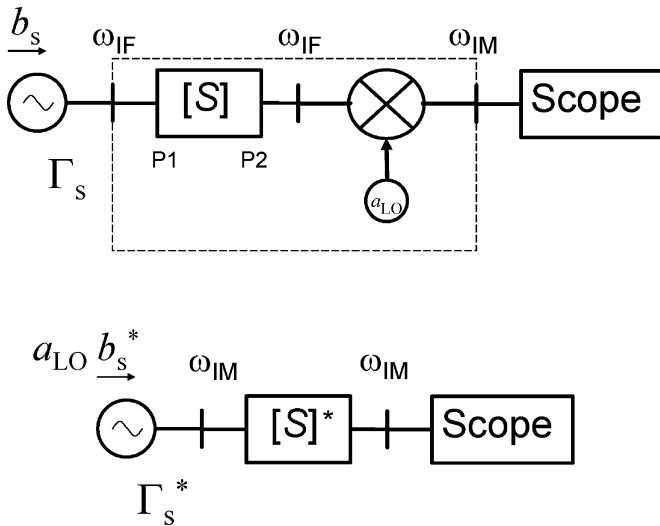 b_s
ω_IF ω_IF ω_IM
[S] Scope
P1 P2
Γ_s
a_LO
a_LO b_s^*
ω_IM ω_IM
[S]^* Scope
Γ_s^*